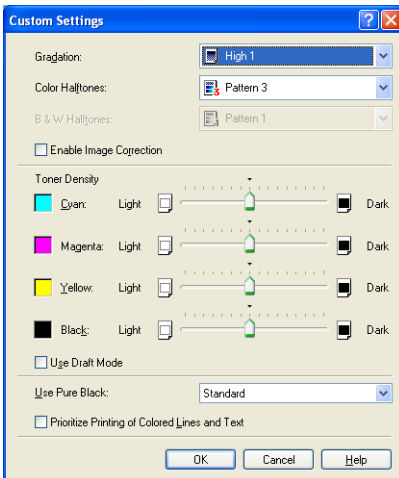 Custom Settings
Gradation: High 1
Color Halftones: Pattern 3
B & W Halftones: Pattern 1
Enable Image Correction
Toner Density
Cyan: Light Dark
Magenta: Light Dark
Yellow: Light Dark
Black: Light Dark
Use Draft Mode
Use Pure Black: Standard
Prioritize Printing of Colored Lines and Text
OK Cancel Help